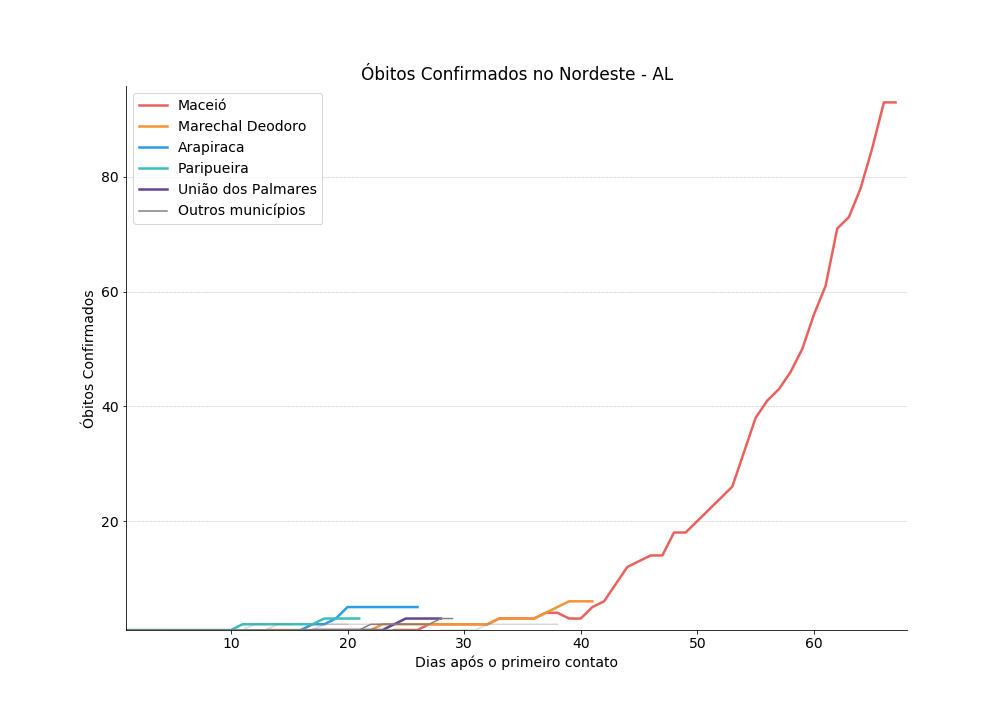 Óbitos Confirmados no Nordeste - AL
Maceió
Marechal Deodoro
Arapiraca
Paripueira
União dos Palmares
Outros municípios
80
60
40
20
Óbitos Confirmados
10 20 30 40 50 60
Dias após o primeiro contato